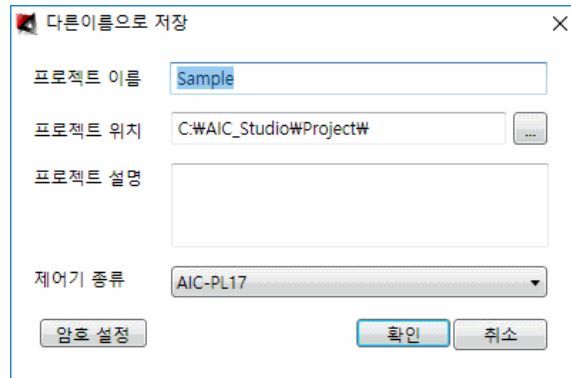 다른이름으로 저장
프로젝트 이름 Sample
프로젝트 위치 C:₩AIC_Studio₩Project₩ ...
프로젝트 설명
제어기 종류 AIC-PL17
암호 설정 확인 취소